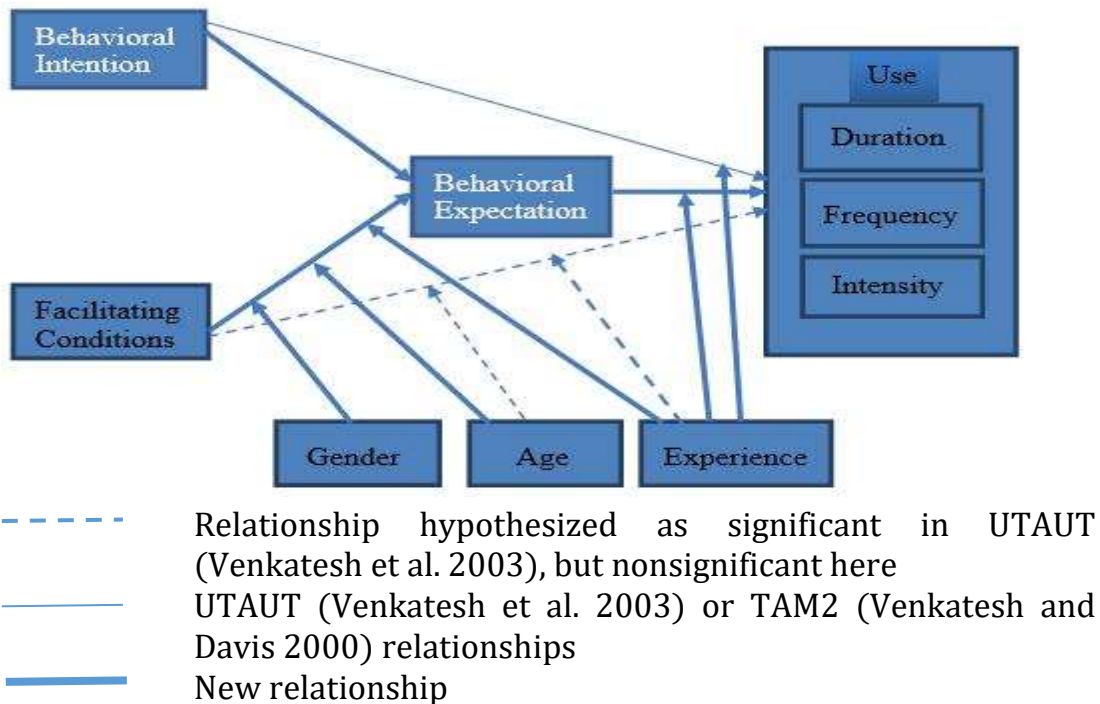 Behavioral
Intention
Use
Duration
Behavioral
Expectation
Frequency
Facilitating
Conditions
Intensity
Gender
Age
Experience
Relationship hypothesized as significant in UTAUT
(Venkatesh et al. 2003), but nonsignificant here
UTAUT (Venkatesh et al. 2003) or TAM2 (Venkatesh and
Davis 2000) relationships
New relationship